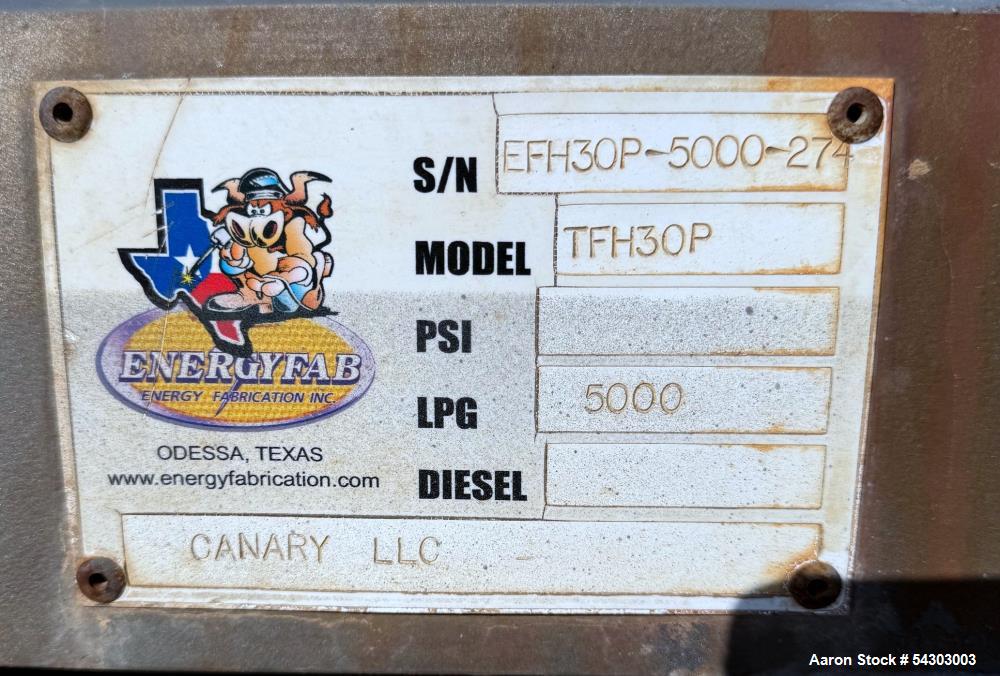 S/N EFH30P-5000-274
MODEL TFH30P
PSI
LPG 5000
DIESEL
ENERGYFAB
ENERGY FABRICATION INC.
ODESSA, TEXAS
www.energyfabrication.com
CANARY LLC -
Aaron Stock # 54303003